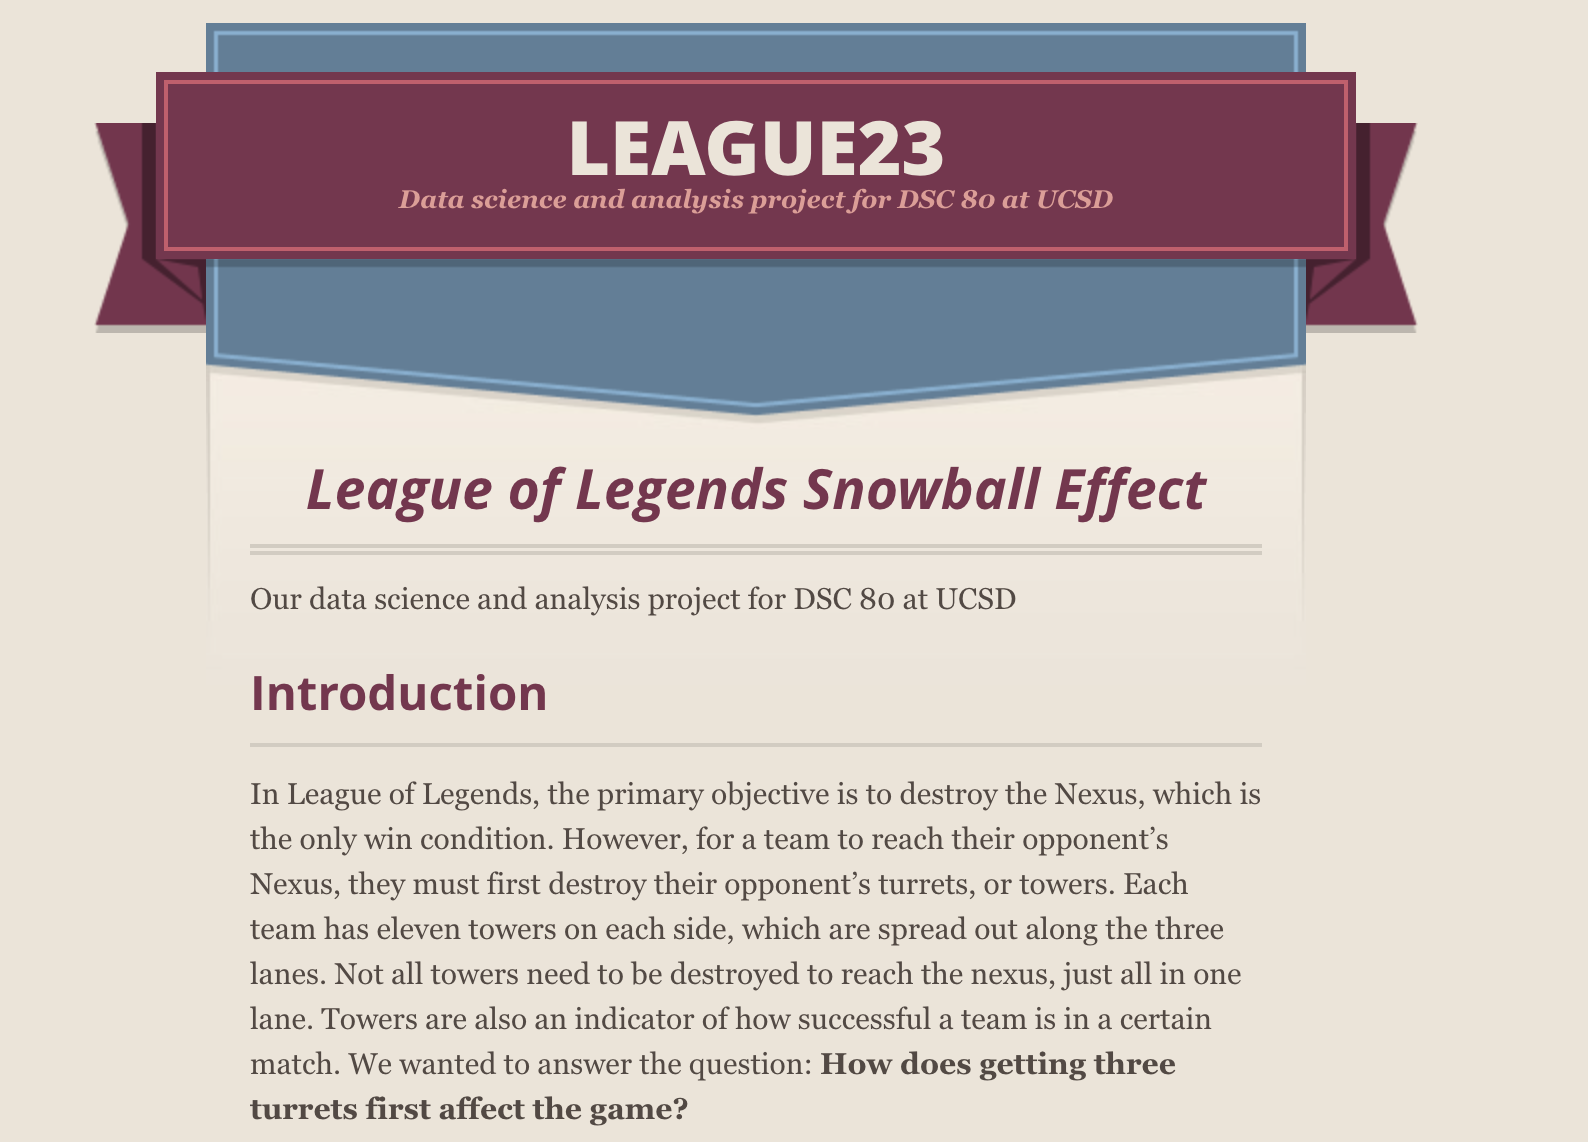 LEAGUE23
Data science and analysis project for DSC 80 at UCSD
League of Legends Snowball Effect
Our data science and analysis project for DSC 80 at UCSD
Introduction
In League of Legends, the primary objective is to destroy the Nexus, which is
the only win condition. However, for a team to reach their opponent’s
Nexus, they must first destroy their opponent’s turrets, or towers. Each
team has eleven towers on each side, which are spread out along the three
lanes. Not all towers need to be destroyed to reach the nexus, just all in one
lane. Towers are also an indicator of how successful a team is in a certain
match. We wanted to answer the question: How does getting three
turrets first affect the game?